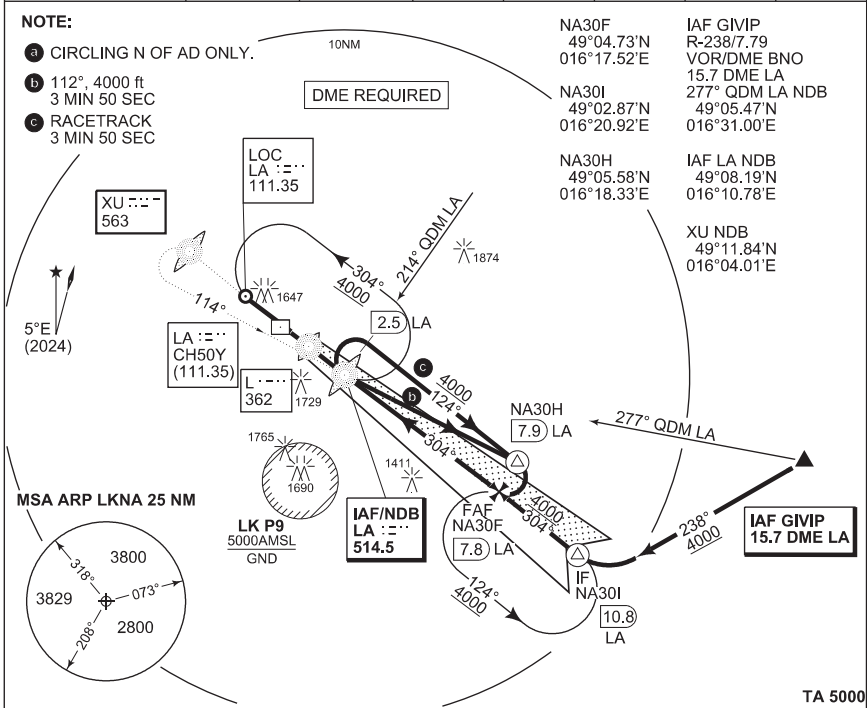 NOTE:
a CIRCLING N OF AD ONLY.
b 112°, 4000 ft
3 MIN 50 SEC
c RACETRACK
3 MIN 50 SEC
10NM
DME REQUIRED
NA30F
49°04.73'N
016°17.52'E
NA30I
49°02.87'N
016°20.92'E
NA30H
49°05.58'N
016°18.33'E
IAF GIVIP
R-238/7.79
VOR/DME BNO
15.7 DME LA
277° QDM LA NDB
49°05.47'N
016°31.00'E
IAF LA NDB
49°08.19'N
016°10.78'E
XU NDB
49°11.84'N
016°04.01'E
LOC
LA
111.35
XU
563
5°E
(2024)
114°
1647
304°
4000
214° QDM LA
1874
2.5 LA
LA
CH50Y
(111.35)
L
362
1729
c
4000
124°
b
304°
NA30H
7.9 LA
277° QDM LA
1765
1690
1411
LK P9
5000AMSL
GND
IAF/NDB
LA
514.5
FAF
NA30F
7.8 LA
4000
304°
IF
NA30I
10.8
LA
124°
4000
238°
4000
IAF GIVIP
15.7 DME LA
MSA ARP LKNA 25 NM
3800
318°
073°
3829
208°
2800
TA 5000